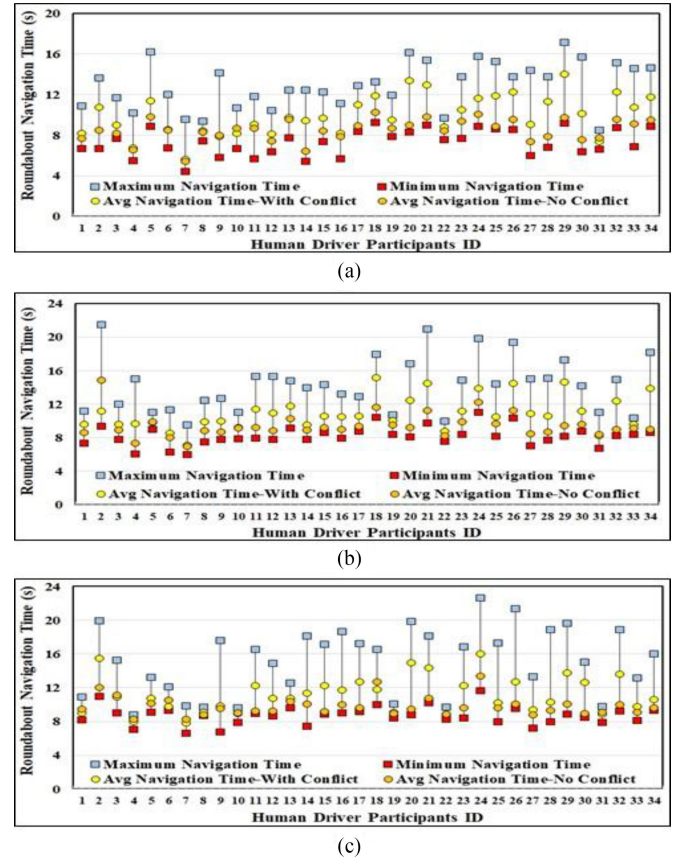 20
16
12
8
4
0
Roundabout Navigation Time (s)
Maximum Navigation Time
Minimum Navigation Time
Avg Navigation Time-With Conflict
Avg Navigation Time-No Conflict
1 2 3 4 5 6 7 8 9 10 11 12 13 14 15 16 17 18 19 20 21 22 23 24 25 26 27 28 29 30 31 32 33 34
Human Driver Participants ID
(a)
24
20
16
12
8
4
0
Roundabout Navigation Time (s)
Maximum Navigation Time
Minimum Navigation Time
Avg Navigation Time-With Conflict
Avg Navigation Time-No Conflict
1 2 3 4 5 6 7 8 9 10 11 12 13 14 15 16 17 18 19 20 21 22 23 24 25 26 27 28 29 30 31 32 33 34
Human Driver Participants ID
(b)
24
20
16
12
8
4
0
Roundabout Navigation Time (s)
Maximum Navigation Time
Minimum Navigation Time
Avg Navigation Time-With Conflict
Avg Navigation Time-No Conflict
1 2 3 4 5 6 7 8 9 10 11 12 13 14 15 16 17 18 19 20 21 22 23 24 25 26 27 28 29 30 31 32 33 34
Human Driver Participants ID
(c)